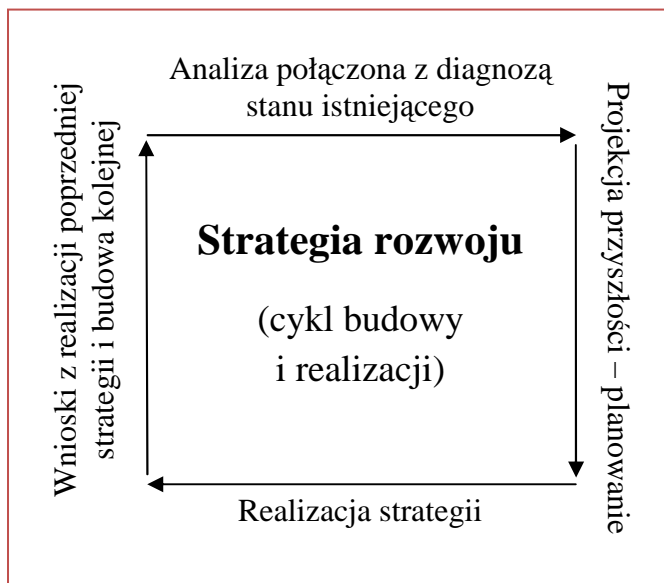 Analiza połączona z diagnozą
stanu istniejącego
Projekcja przyszłości – planowanie
Strategia rozwoju
(cykl budowy
i realizacji)
Realizacja strategii
Wnioski z realizacji poprzedniej
strategii i budowa kolejnej